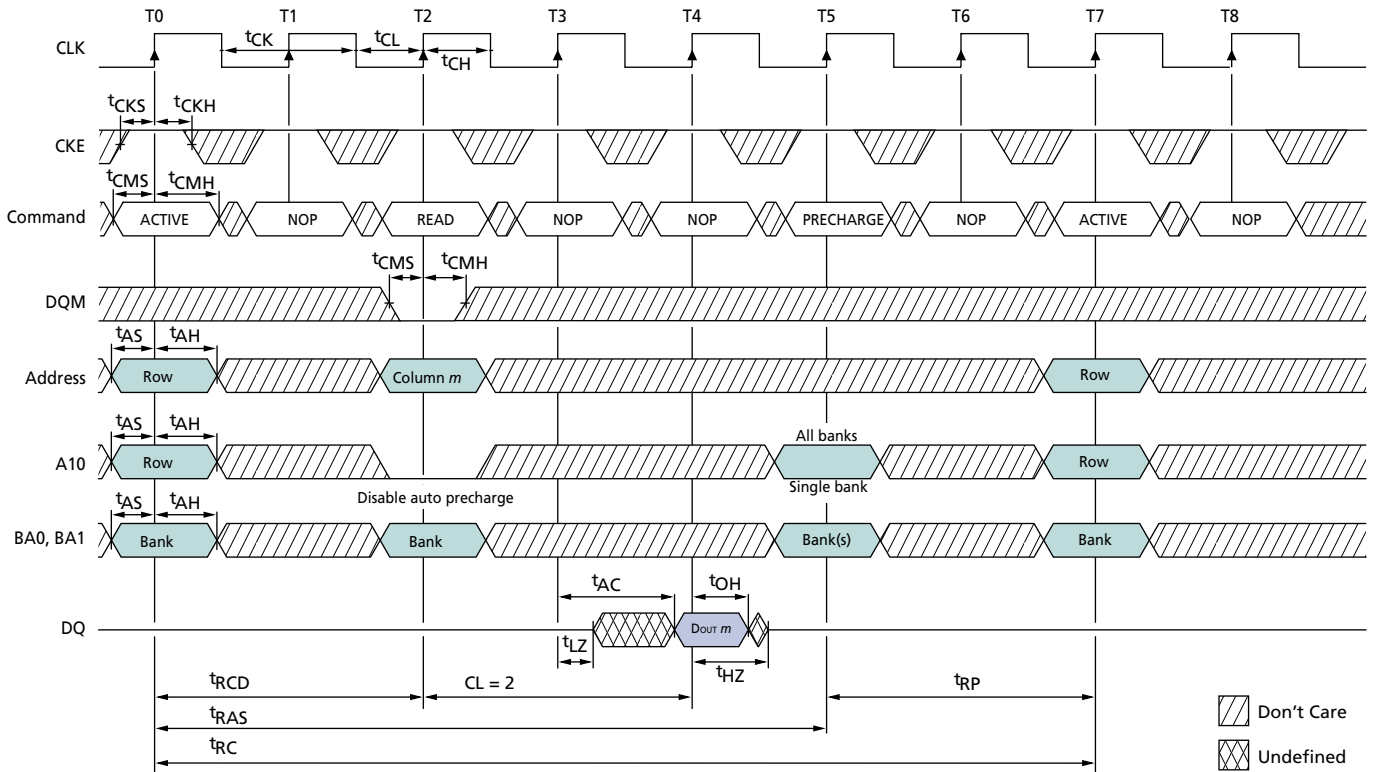 T0 T1 T2 T3 T4 T5 T6 T7 T8
CLK
tCK tCL
tCH
tCKS tCKH
CKE
tCMS tCMH
Command ACTIVE NOP READ NOP NOP PRECHARGE NOP ACTIVE NOP
tCMS tCMH
DQM
tAS tAH
Address Row Column m Row
tAS tAH
All banks
A10 Row Row
Single bank
Disable auto precharge
tAS tAH
BA0, BA1 Bank Bank Bank(s) Bank
tAC tOH
DQ DOUT m
tLZ
tHZ
tRCD CL = 2 tRP
tRAS
tRC
Don't Care
Undefined